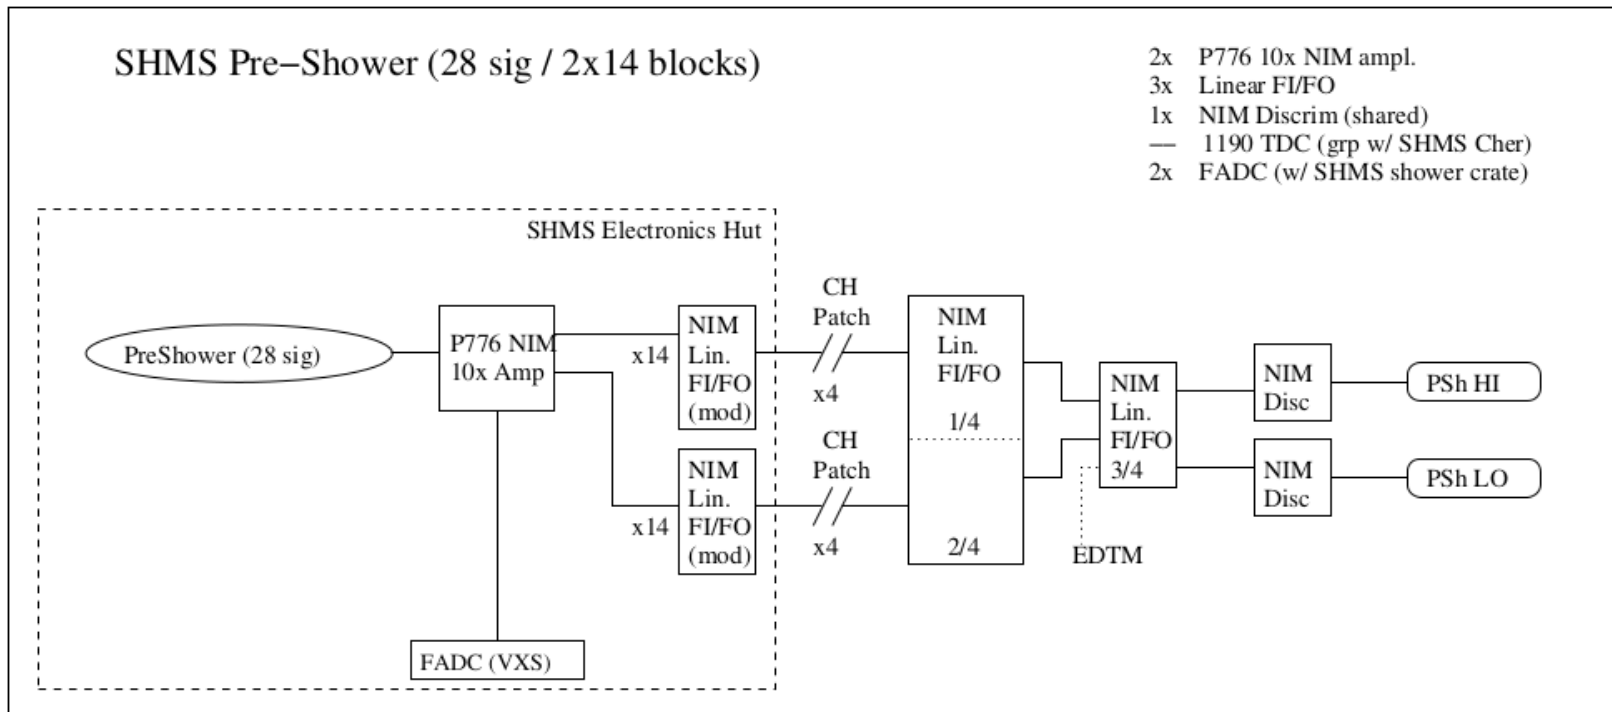 SHMS Pre−Shower (28 sig / 2x14 blocks)
2x P776 10x NIM ampl.
3x Linear FI/FO
1x NIM Discrim (shared)
— 1190 TDC (grp w/ SHMS Cher)
2x FADC (w/ SHMS shower crate)
SHMS Electronics Hut
PreShower (28 sig)
P776 NIM
10x Amp
x14
NIM
Lin.
FI/FO
(mod)
x14
NIM
Lin.
FI/FO
(mod)
FADC (VXS)
CH
Patch
x4
CH
Patch
x4
NIM
Lin.
FI/FO
1/4
2/4
NIM
Lin.
FI/FO
3/4
EDTM
NIM
Disc
PSh HI
NIM
Disc
PSh LO